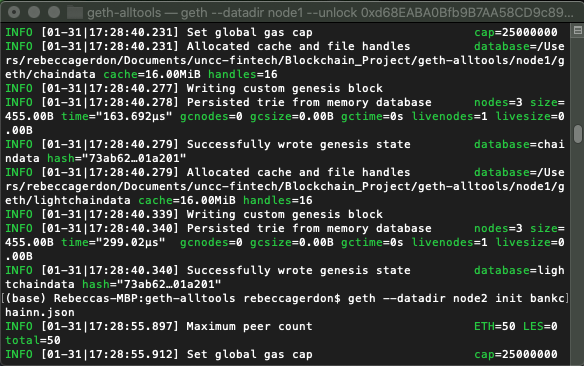 geth-alltools — geth --datadir node1 --unlock 0xd68EABA0Bfb9B7AA58CD9c89...
INFO [01-31|17:28:40.231] Set global gas cap cap=25000000
INFO [01-31|17:28:40.231] Allocated cache and file handles database=/Use
rs/rebeccagerdon/Documents/uncc-fintech/Blockchain_Project/geth-alltools/node1/g
eth/chaindata cache=16.00MiB handles=16
INFO [01-31|17:28:40.277] Writing custom genesis block
INFO [01-31|17:28:40.278] Persisted trie from memory database nodes=3 size=
455.00B time="163.692µs" gcnodes=0 gcsize=0.00B gctime=0s livenodes=1 livesize=0
.00B
INFO [01-31|17:28:40.279] Successfully wrote genesis state database=chai
ndata hash="73ab62…01a201"
INFO [01-31|17:28:40.279] Allocated cache and file handles database=/Use
rs/rebeccagerdon/Documents/uncc-fintech/Blockchain_Project/geth-alltools/node1/g
eth/lightchaindata cache=16.00MiB handles=16
INFO [01-31|17:28:40.339] Writing custom genesis block
INFO [01-31|17:28:40.340] Persisted trie from memory database nodes=3 size=
455.00B time="299.02µs" gcnodes=0 gcsize=0.00B gctime=0s livenodes=1 livesize=0
.00B
INFO [01-31|17:28:40.340] Successfully wrote genesis state database=ligh
tchaindata hash="73ab62…01a201"
[(base) Rebeccas-MBP:geth-alltools rebeccagerdon$ geth --datadir node2 init bankc]
hainn.json
INFO [01-31|17:28:55.897] Maximum peer count ETH=50 LES=0
total=50
INFO [01-31|17:28:55.912] Set global gas cap cap=25000000